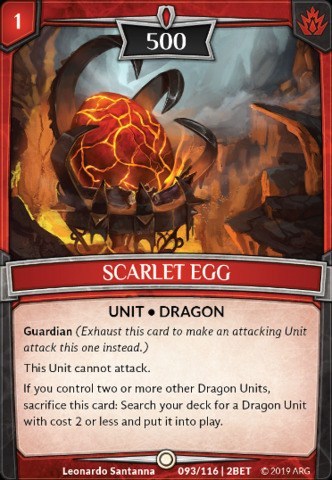 1
500
SCARLET EGG
UNIT • DRAGON
Guardian (Exhaust this card to make an attacking Unit
attack this one instead.)
This Unit cannot attack.
If you control two or more other Dragon Units,
sacrifice this card: Search your deck for a Dragon Unit
with cost 2 or less and put it into play.
Leonardo Santanna 093/116 | 2BET © 2019 ARG